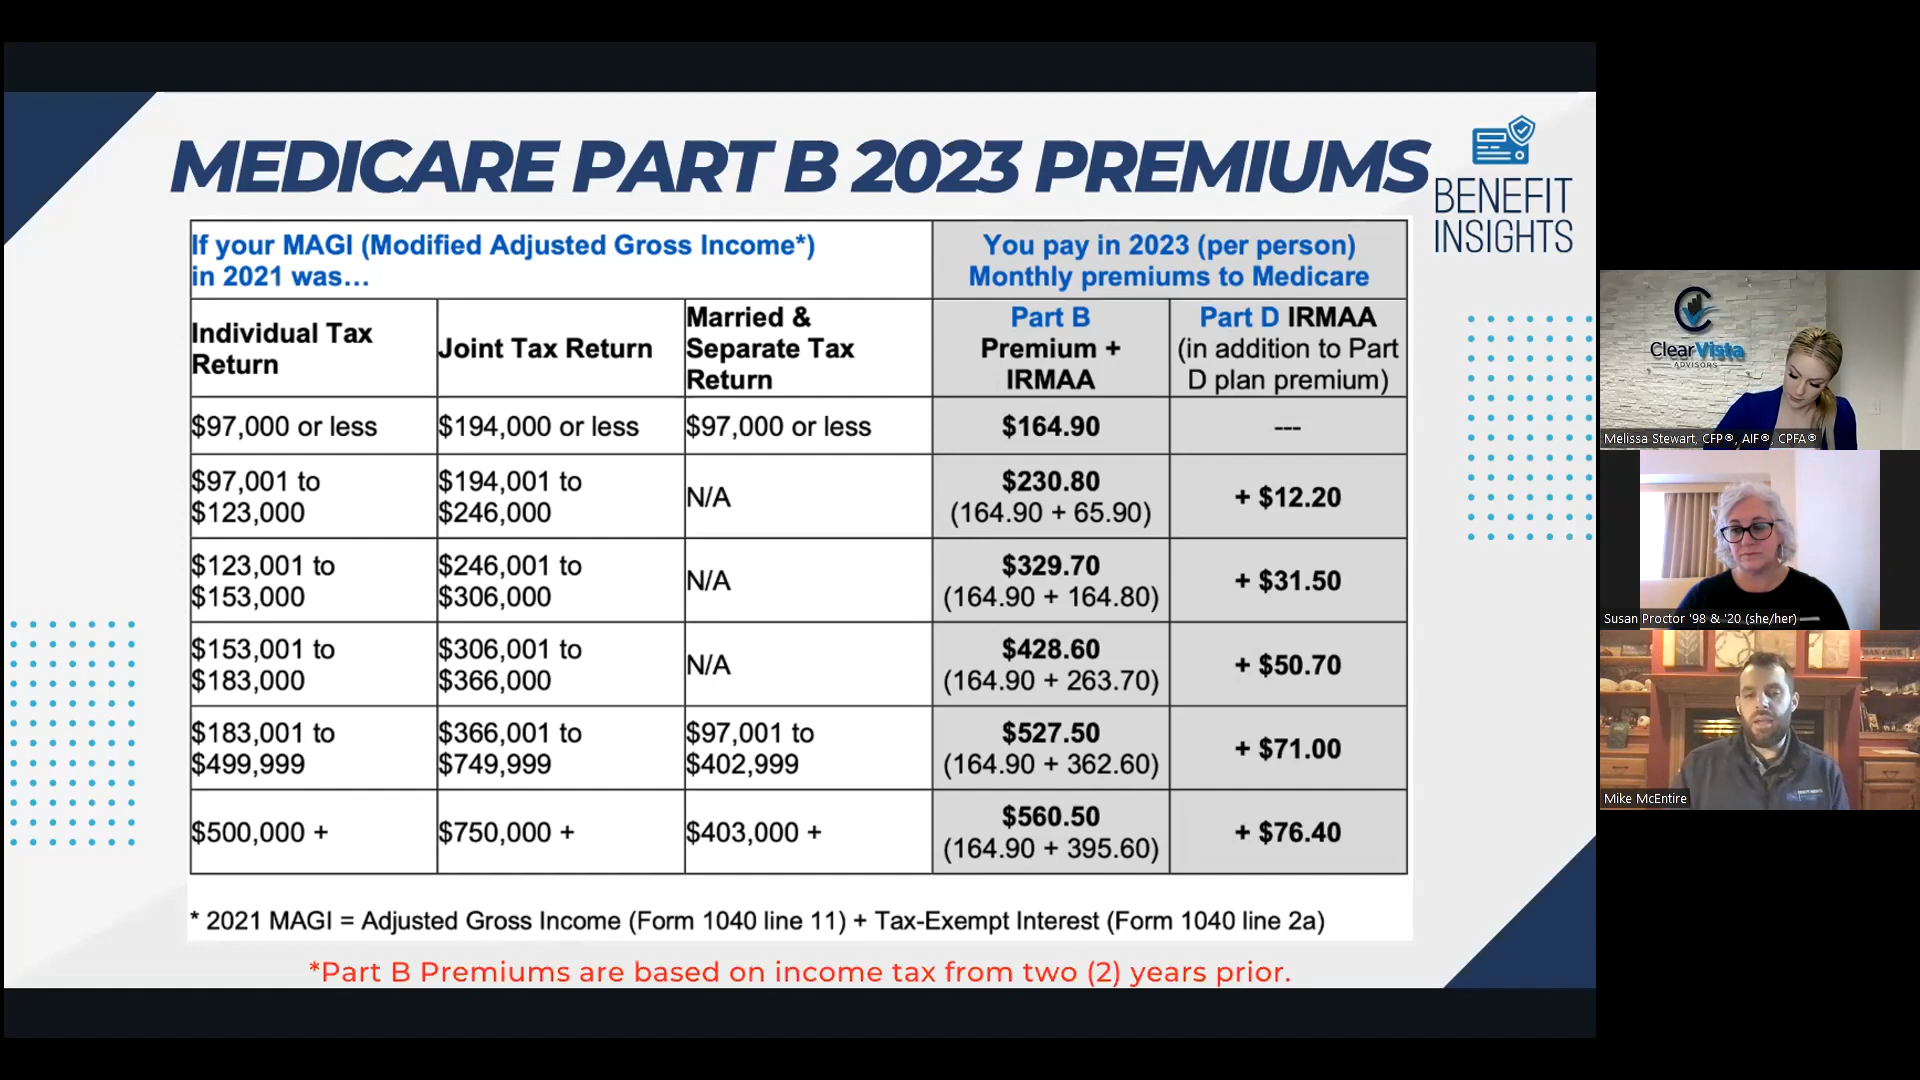 MEDICARE PART B 2023 PREMIUMS
BENEFIT
INSIGHTS
If your MAGI (Modified Adjusted Gross Income*)
in 2021 was...
You pay in 2023 (per person)
Monthly premiums to Medicare
Individual Tax
Return
Joint Tax Return
Married &
Separate Tax
Return
Part B
Premium +
IRMAA
Part D IRMAA
(in addition to Part
D plan premium)
$97,000 or less
$194,000 or less
$97,000 or less
$164.90
---
$97,001 to
$123,000
$194,001 to
$246,000
N/A
$230.80
(164.90 + 65.90)
+ $12.20
$123,001 to
$153,000
$246,001 to
$306,000
N/A
$329.70
(164.90 + 164.80)
+ $31.50
$153,001 to
$183,000
$306,001 to
$366,000
N/A
$428.60
(164.90 + 263.70)
+ $50.70
$183,001 to
$499,999
$366,001 to
$749,999
$97,001 to
$402,999
$527.50
(164.90 + 362.60)
+ $71.00
$500,000 +
$750,000 +
$403,000 +
$560.50
(164.90 + 395.60)
+ $76.40
* 2021 MAGI = Adjusted Gross Income (Form 1040 line 11) + Tax-Exempt Interest (Form 1040 line 2a)
*Part B Premiums are based on income tax from two (2) years prior.
ClearVista
ADVISORS
Melissa Stewart, CFP®, AIF®, CPFA®
Susan Proctor '98 & '20 (she/her)
Mike McEntire